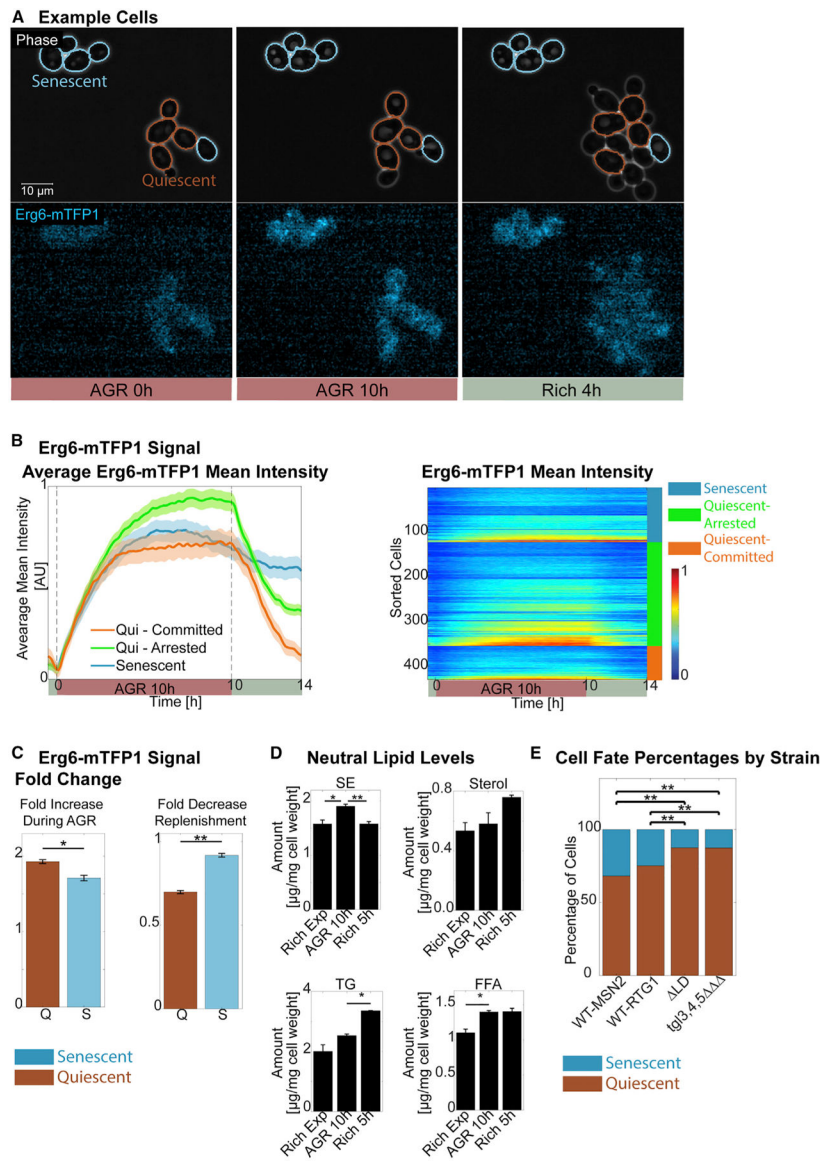 A Example Cells
Phase
Senescent
Quiescent
10 µm
Erg6-mTFP1
AGR 0h
AGR 10h
Rich 4h
B Erg6-mTFP1 Signal
Average Erg6-mTFP1 Mean Intensity
1
Avearage Mean Intensity
[AU]
0
Qui - Committed
Qui - Arrested
Senescent
AGR 10h
0
10
14
Time [h]
Erg6-mTFP1 Mean Intensity
Sorted Cells
100
200
300
400
AGR 10h
0
10
14
Time [h]
Senescent
Quiescent-
Arrested
Quiescent-
Committed
1
0
C Erg6-mTFP1 Signal
Fold Change
Fold Increase
During AGR
2
1
1
0
*
Q
S
Fold Decrease
Replenishment
1
0.5
0
**
Q
S
Senescent
Quiescent
D Neutral Lipid Levels
SE
Amount
[µg/mg cell weight]
2
1
0
* **
Rich Exp
AGR 10h
Rich 5h
Sterol
Amount
[µg/mg cell weight]
0.8
0.4
0.0
Rich Exp
AGR 10h
Rich 5h
TG
Amount
[µg/mg cell weight]
4
2
0
*
Rich Exp
AGR 10h
Rich 5h
FFA
Amount
[µg/mg cell weight]
1.5
1
0.5
0
*
Rich Exp
AGR 10h
Rich 5h
E Cell Fate Percentages by Strain
**
**
**
**
Percentage of Cells
100
50
0
WT-MSN2
WT-RTG1
ΔLD
tgl3,4,5ΔΔΔ
Senescent
Quiescent